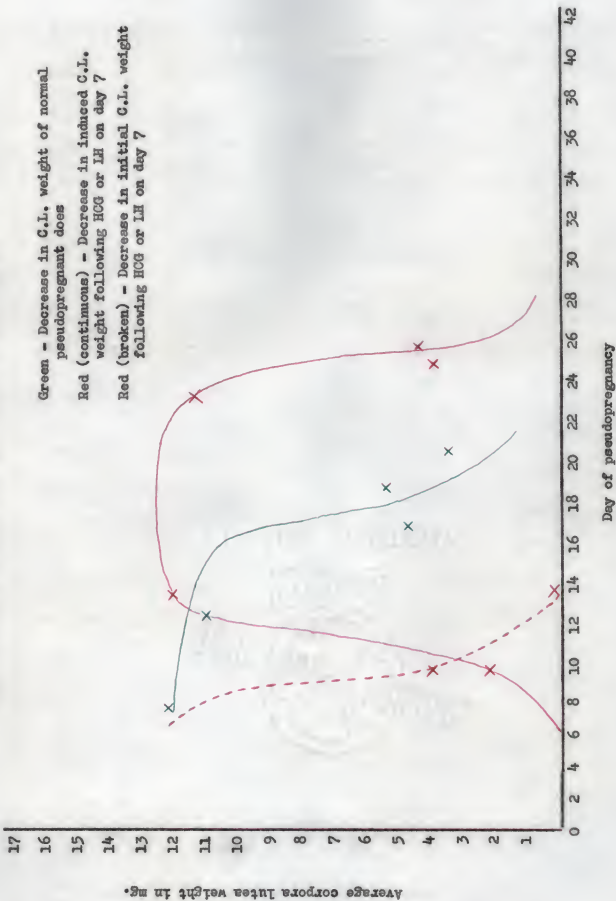 Green - Decrease in C.L. weight of normal
pseudopregnant does
Red (continuous) - Decrease in induced C.L.
weight following HCG or LH on day 7
Red (broken) - Decrease in initial C.L. weight
following HCG or LH on day 7
Average corpora lutea weight in mg.
17
16
15
14
13
12
11
10
9
8
7
6
5
4
3
2
1
0 2 4 6 8 10 12 14 16 18 20 22 24 26 28 30 32 34 36 38 40 42
Day of pseudopregnancy